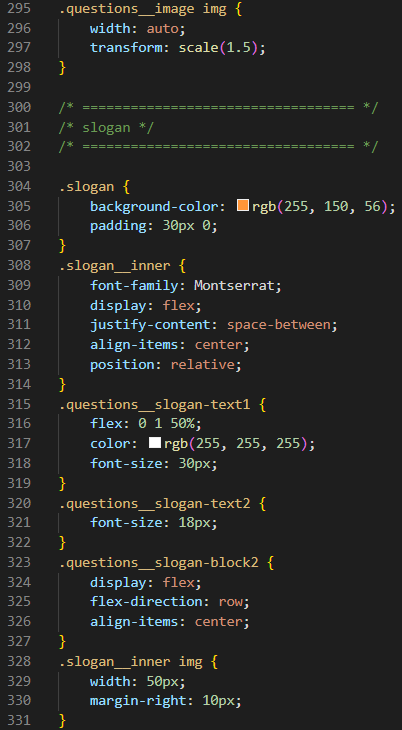 295 .questions__image img {
296 width: auto;
297 transform: scale(1.5);
298 }
299
300 /* ================================== */
301 /* slogan */
302 /* ================================== */
303
304 .slogan {
305 background-color: rgb(255, 150, 56);
306 padding: 30px 0;
307 }
308 .slogan__inner {
309 font-family: Montserrat;
310 display: flex;
311 justify-content: space-between;
312 align-items: center;
313 position: relative;
314 }
315 .questions__slogan-text1 {
316 flex: 0 1 50%;
317 color: rgb(255, 255, 255);
318 font-size: 30px;
319 }
320 .questions__slogan-text2 {
321 font-size: 18px;
322 }
323 .questions__slogan-block2 {
324 display: flex;
325 flex-direction: row;
326 align-items: center;
327 }
328 .slogan__inner img {
329 width: 50px;
330 margin-right: 10px;
331 }